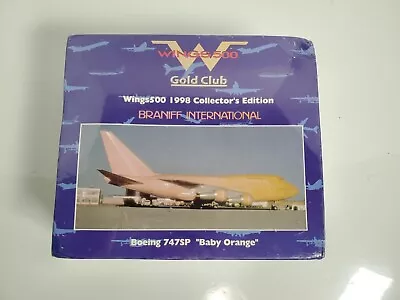 W
WINGS500
Gold Club
Wings500 1998 Collector's Edition
BRANIFF INTERNATIONAL
Boeing 747SP "Baby Orange"